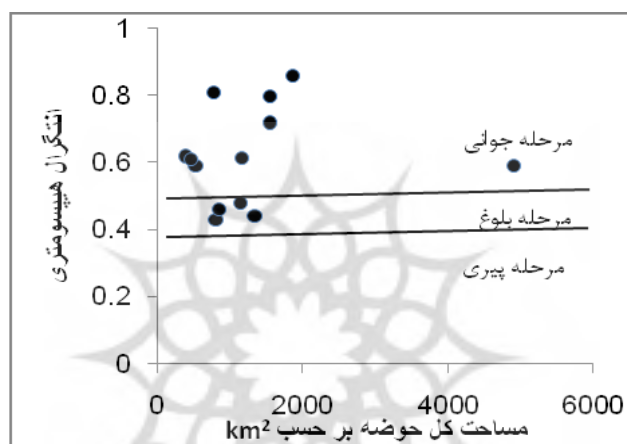 1
0.8
0.6
0.4
0.2
0
انتگرال هیپسومتری
مرحله جوانی
مرحله بلوغ
مرحله پیری
0 2000 4000 6000
مساحت کل حوضه بر حسب km²